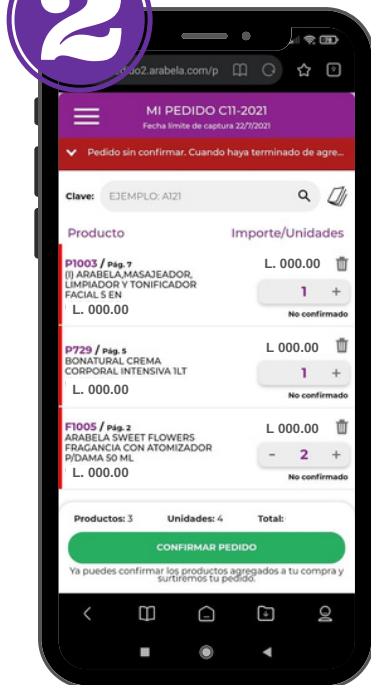 2
do2.arabela.com/p
MI PEDIDO C11-2021
Fecha límite de captura 22/7/2021
Pedido sin confirmar. Cuando haya terminado de agre...
Clave: EJEMPLO: A121
Producto Importe/Unidades
P1003 / Pág. 7 L. 000.00
(I) ARABELA,MASAJEADOR,
LIMPIADOR Y TONIFICADOR
FACIAL 5 EN 1 +
L. 000.00
No confirmado
P729 / Pág. 5 L 000.00
BONATURAL CREMA
CORPORAL INTENSIVA 1LT 1 +
L. 000.00
No confirmado
F1005 / Pág. 2 L 000.00
ARABELA SWEET FLOWERS
FRAGANCIA CON ATOMIZADOR - 2 +
P/DAMA 50 ML
L. 000.00
No confirmado
Productos: 3 Unidades: 4 Total:
CONFIRMAR PEDIDO
Ya puedes confirmar los productos agregados a tu compra y
surtiremos tu pedido.